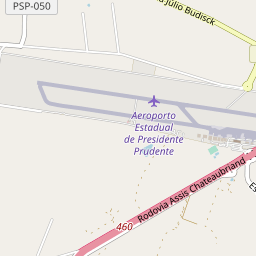 PSP-050
Júlio Budisck
Aeroporto
Estadual
de Presidente
Prudente
Rodovia Assis Chateaubriand
460